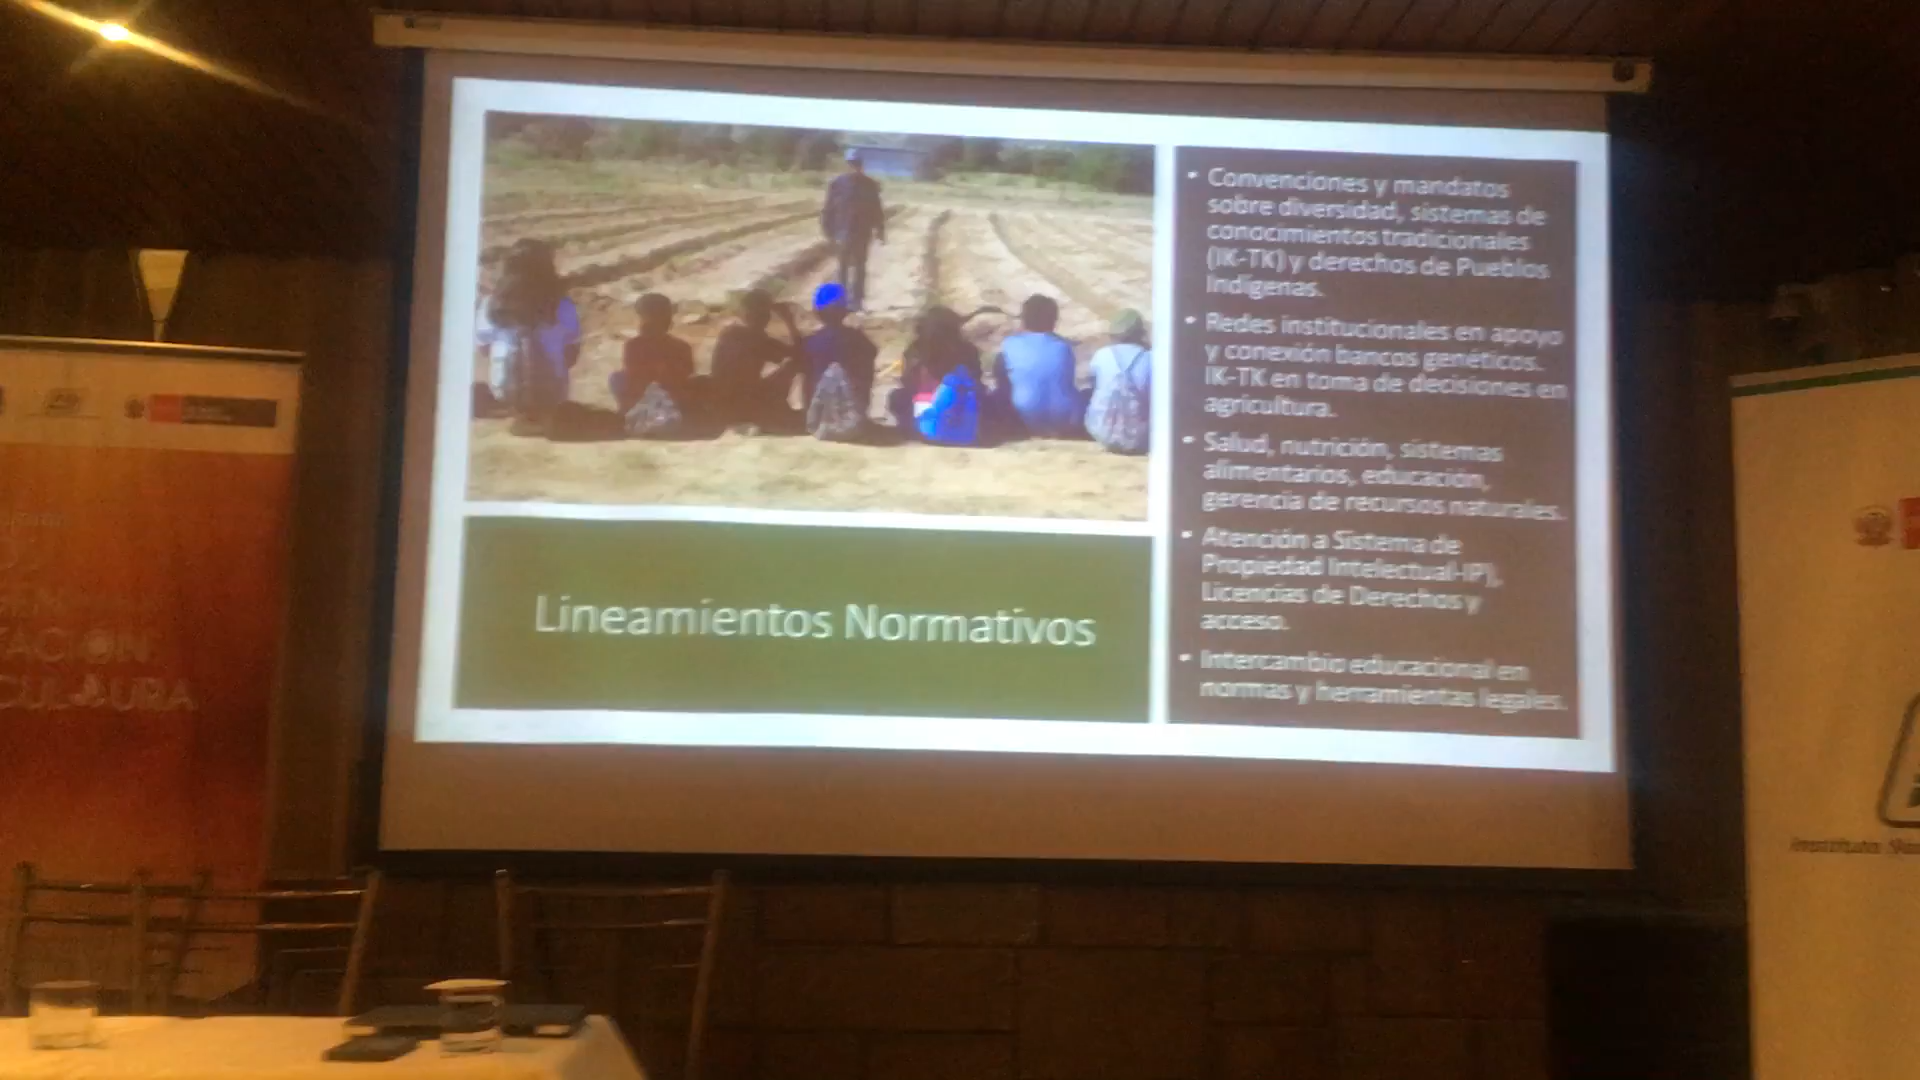 Convenciones y mandatos
sobre diversidad, sistemas de
conocimientos tradicionales
(IK-TK) y derechos de Pueblos
Indígenas.
Redes institucionales en apoyo
y conexión bancos genéticos.
IK-TK en toma de decisiones en
agricultura.
Salud, nutrición, sistemas
alimentarios, educación,
gerencia de recursos naturales.
Atención a Sistema de
Propiedad Intelectual-IP),
Licencias de Derechos y
acceso.
Intercambio educacional en
normas y herramientas legales.
Lineamientos Normativos
Instituto